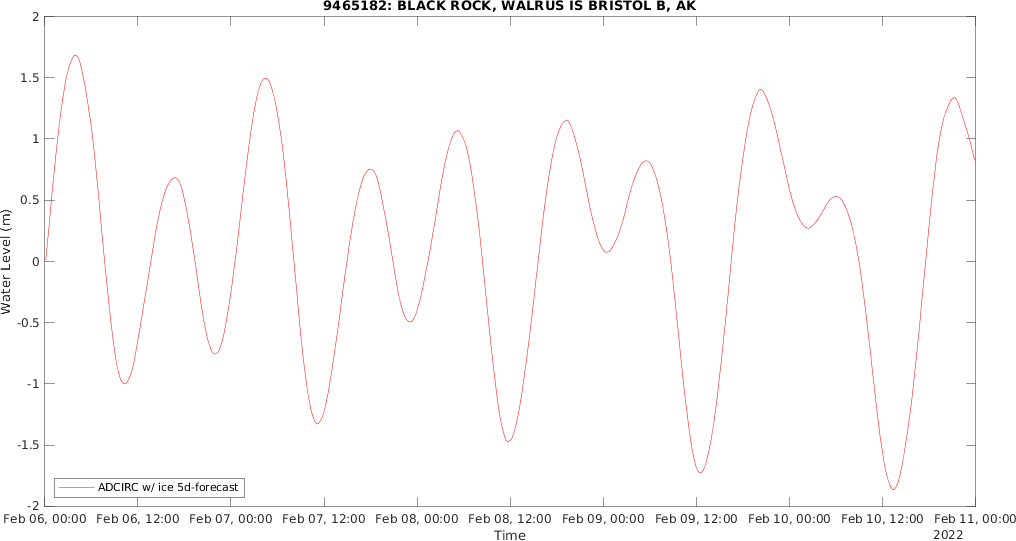 9465182: BLACK ROCK, WALRUS IS BRISTOL B, AK
2
1.5
1
0.5
0
-0.5
-1
-1.5
-2
Water Level (m)
ADCIRC w/ ice 5d-forecast
Feb 06, 00:00 Feb 06, 12:00 Feb 07, 00:00 Feb 07, 12:00 Feb 08, 00:00 Feb 08, 12:00 Feb 09, 00:00 Feb 09, 12:00 Feb 10, 00:00 Feb 10, 12:00 Feb 11, 00:00
Time
2022